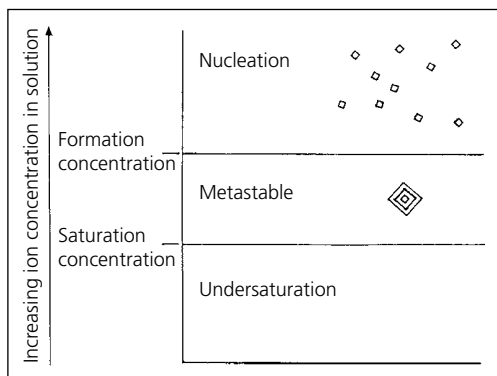 Increasing ion concentration in solution
Nucleation
Formation
concentration
Metastable
Saturation
concentration
Undersaturation